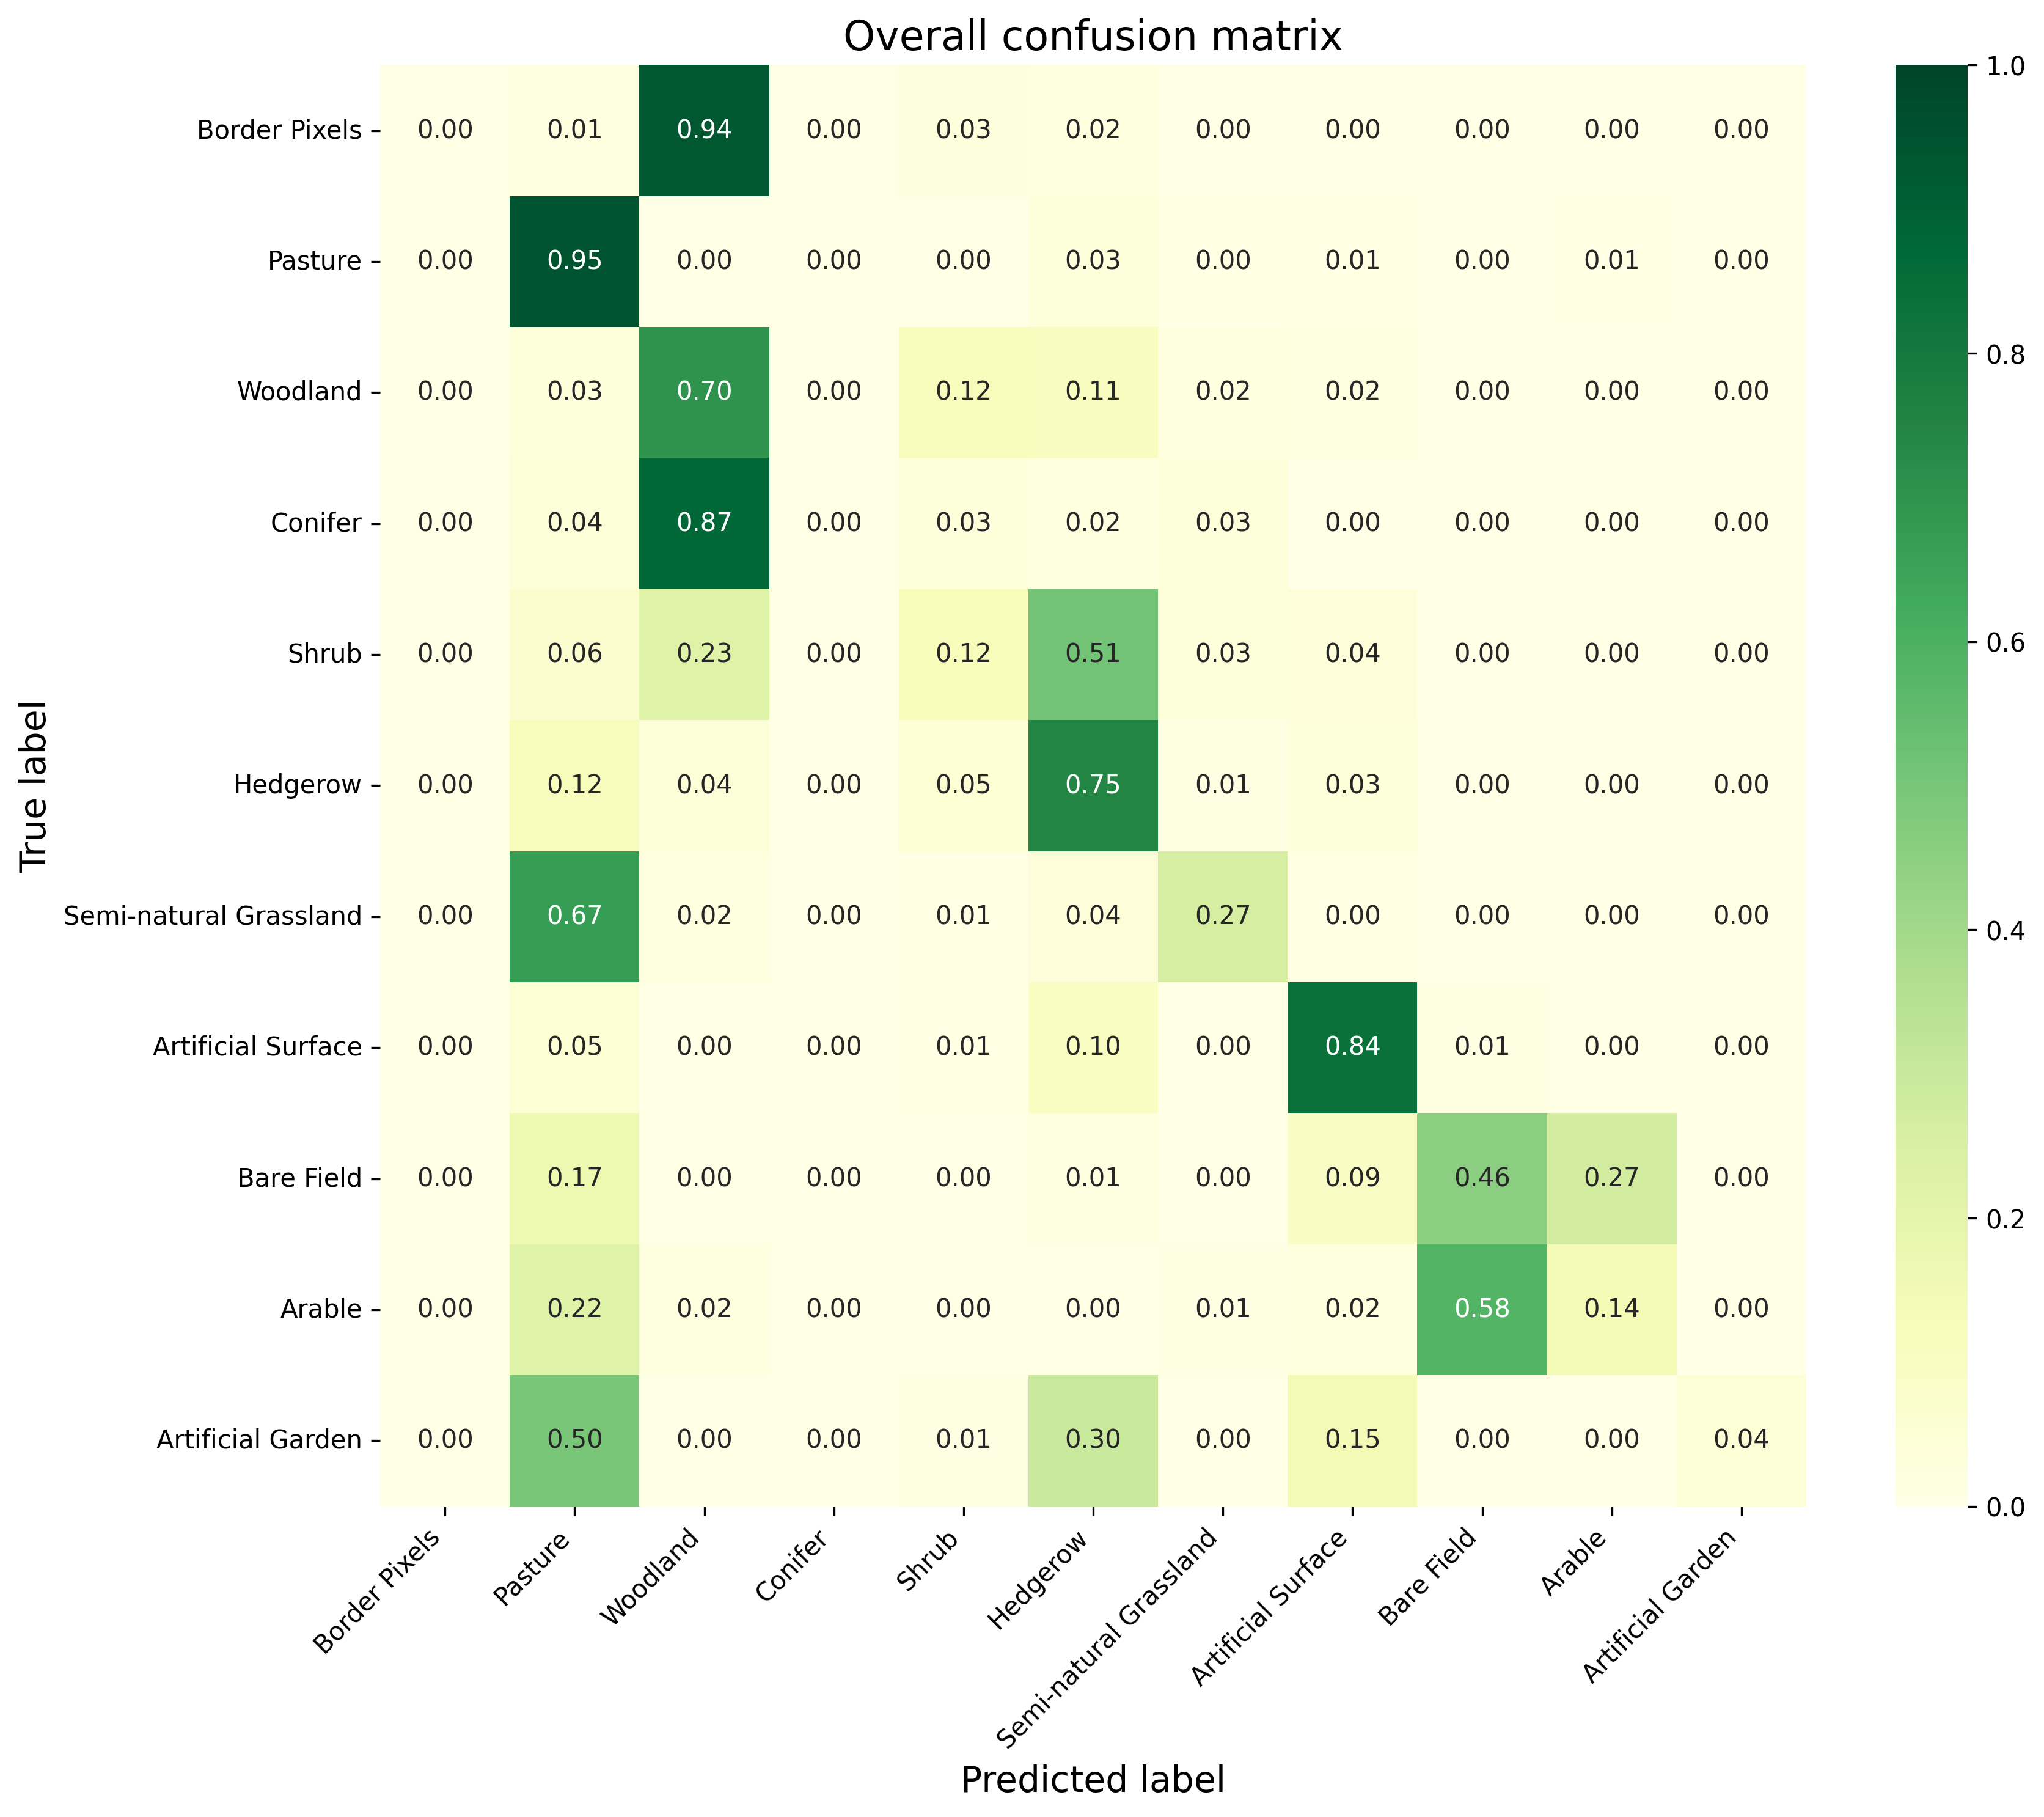 Overall confusion matrix
True label
Border Pixels 0.00 0.01 0.94 0.00 0.03 0.02 0.00 0.00 0.00 0.00 0.00
Pasture 0.00 0.95 0.00 0.00 0.00 0.03 0.00 0.01 0.00 0.01 0.00
Woodland 0.00 0.03 0.70 0.00 0.12 0.11 0.02 0.02 0.00 0.00 0.00
Conifer 0.00 0.04 0.87 0.00 0.03 0.02 0.03 0.00 0.00 0.00 0.00
Shrub 0.00 0.06 0.23 0.00 0.12 0.51 0.03 0.04 0.00 0.00 0.00
Hedgerow 0.00 0.12 0.04 0.00 0.05 0.75 0.01 0.03 0.00 0.00 0.00
Semi-natural Grassland 0.00 0.67 0.02 0.00 0.01 0.04 0.27 0.00 0.00 0.00 0.00
Artificial Surface 0.00 0.05 0.00 0.00 0.01 0.10 0.00 0.84 0.01 0.00 0.00
Bare Field 0.00 0.17 0.00 0.00 0.00 0.01 0.00 0.09 0.46 0.27 0.00
Arable 0.00 0.22 0.02 0.00 0.00 0.00 0.01 0.02 0.58 0.14 0.00
Artificial Garden 0.00 0.50 0.00 0.00 0.01 0.30 0.00 0.15 0.00 0.00 0.04
Border Pixels
Pasture
Woodland
Conifer
Shrub
Hedgerow
Semi-natural Grassland
Artificial Surface
Bare Field
Arable
Artificial Garden
Predicted label
1.0
0.8
0.6
0.4
0.2
0.0